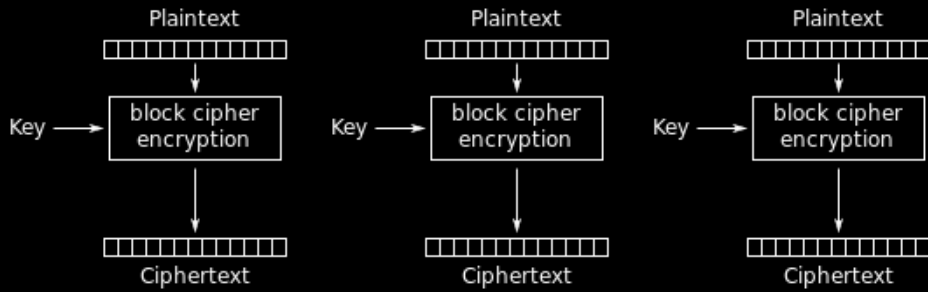 Plaintext Plaintext Plaintext
Key block cipher encryption Key block cipher encryption Key block cipher encryption
Ciphertext Ciphertext Ciphertext